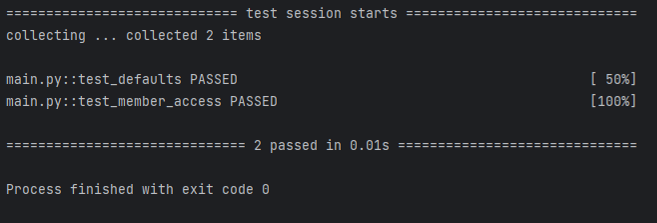 ============================= test session starts =============================
collecting ... collected 2 items
main.py::test_defaults PASSED [ 50%]
main.py::test_member_access PASSED [100%]
============================== 2 passed in 0.01s ==============================
Process finished with exit code 0